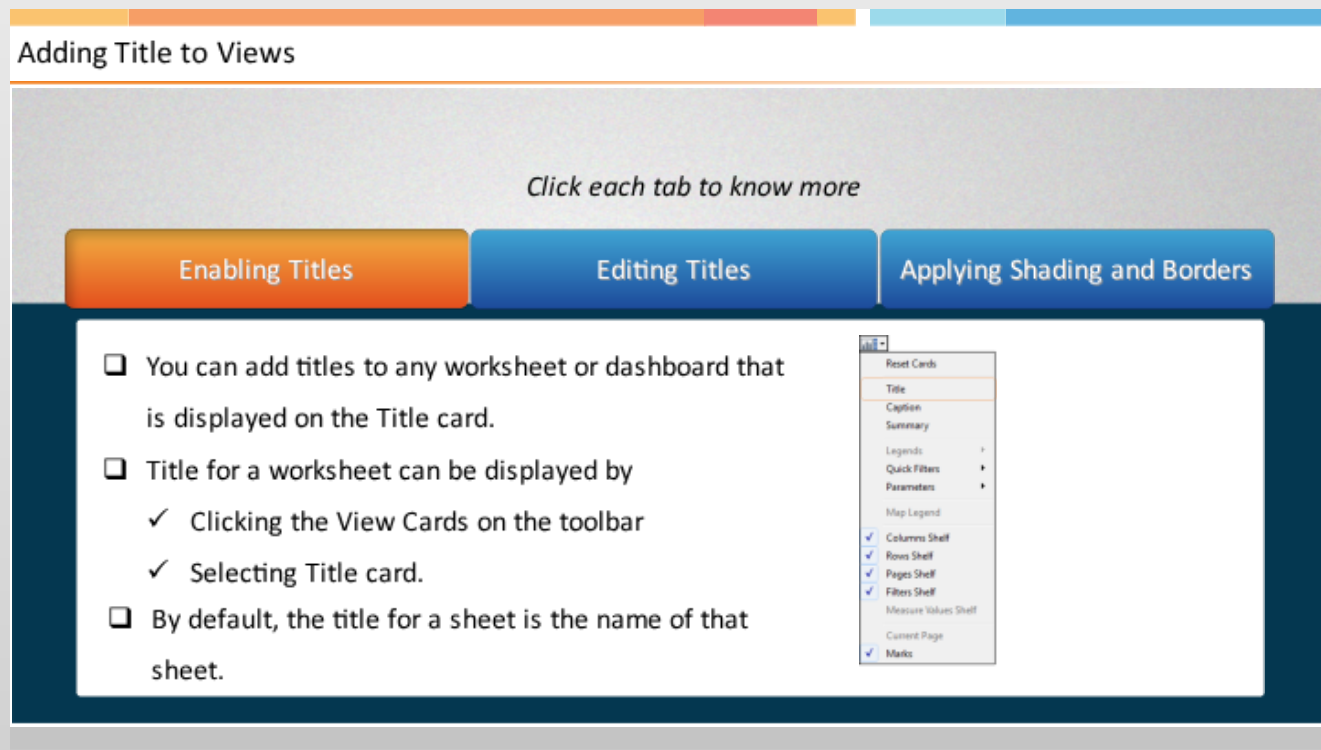 Adding Title to Views
Click each tab to know more
Enabling Titles
Editing Titles
Applying Shading and Borders
❑ You can add titles to any worksheet or dashboard that
is displayed on the Title card.
❑ Title for a worksheet can be displayed by
✓ Clicking the View Cards on the toolbar
✓ Selecting Title card.
❑ By default, the title for a sheet is the name of that
sheet.
Reset Cards
Title
Caption
Summary
Legends
Quick Filters
Parameters
Map Legend
✓ Columns Shelf
✓ Rows Shelf
✓ Pages Shelf
✓ Filters Shelf
Measure Values Shelf
Current Page
✓ Marks